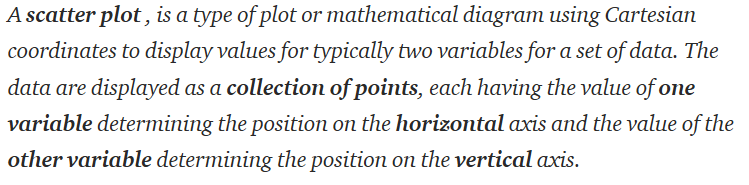 A scatter plot , is a type of plot or mathematical diagram using Cartesian
coordinates to display values for typically two variables for a set of data. The
data are displayed as a collection of points, each having the value of one
variable determining the position on the horizontal axis and the value of the
other variable determining the position on the vertical axis.